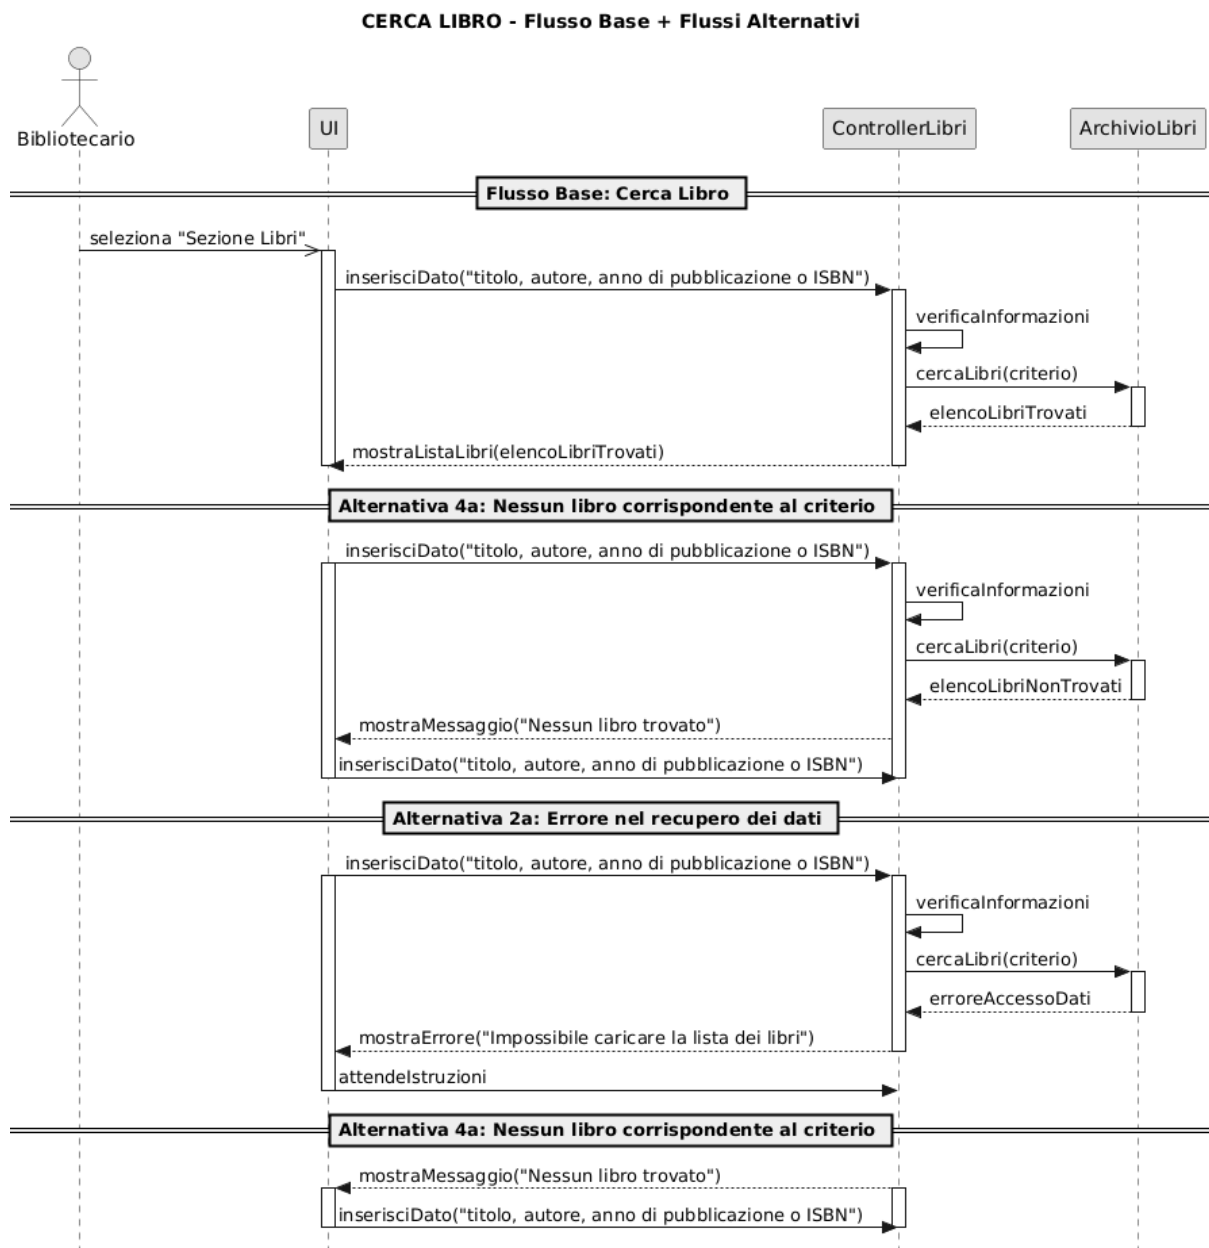 CERCA LIBRO - Flusso Base + Flussi Alternativi
Bibliotecario
UI
ControllerLibri
ArchivioLibri
Flusso Base: Cerca Libro
seleziona "Sezione Libri"
inserisciDato("titolo, autore, anno di pubblicazione o ISBN")
verificaInformazioni
cercaLibri(criterio)
elencoLibriTrovati
mostraListaLibri(elencoLibriTrovati)
Alternativa 4a: Nessun libro corrispondente al criterio
inserisciDato("titolo, autore, anno di pubblicazione o ISBN")
verificaInformazioni
cercaLibri(criterio)
elencoLibriNonTrovati
mostraMessaggio("Nessun libro trovato")
inserisciDato("titolo, autore, anno di pubblicazione o ISBN")
Alternativa 2a: Errore nel recupero dei dati
inserisciDato("titolo, autore, anno di pubblicazione o ISBN")
verificaInformazioni
cercaLibri(criterio)
erroreAccessoDati
mostraErrore("Impossibile caricare la lista dei libri")
attendeIstruzioni
Alternativa 4a: Nessun libro corrispondente al criterio
mostraMessaggio("Nessun libro trovato")
inserisciDato("titolo, autore, anno di pubblicazione o ISBN")